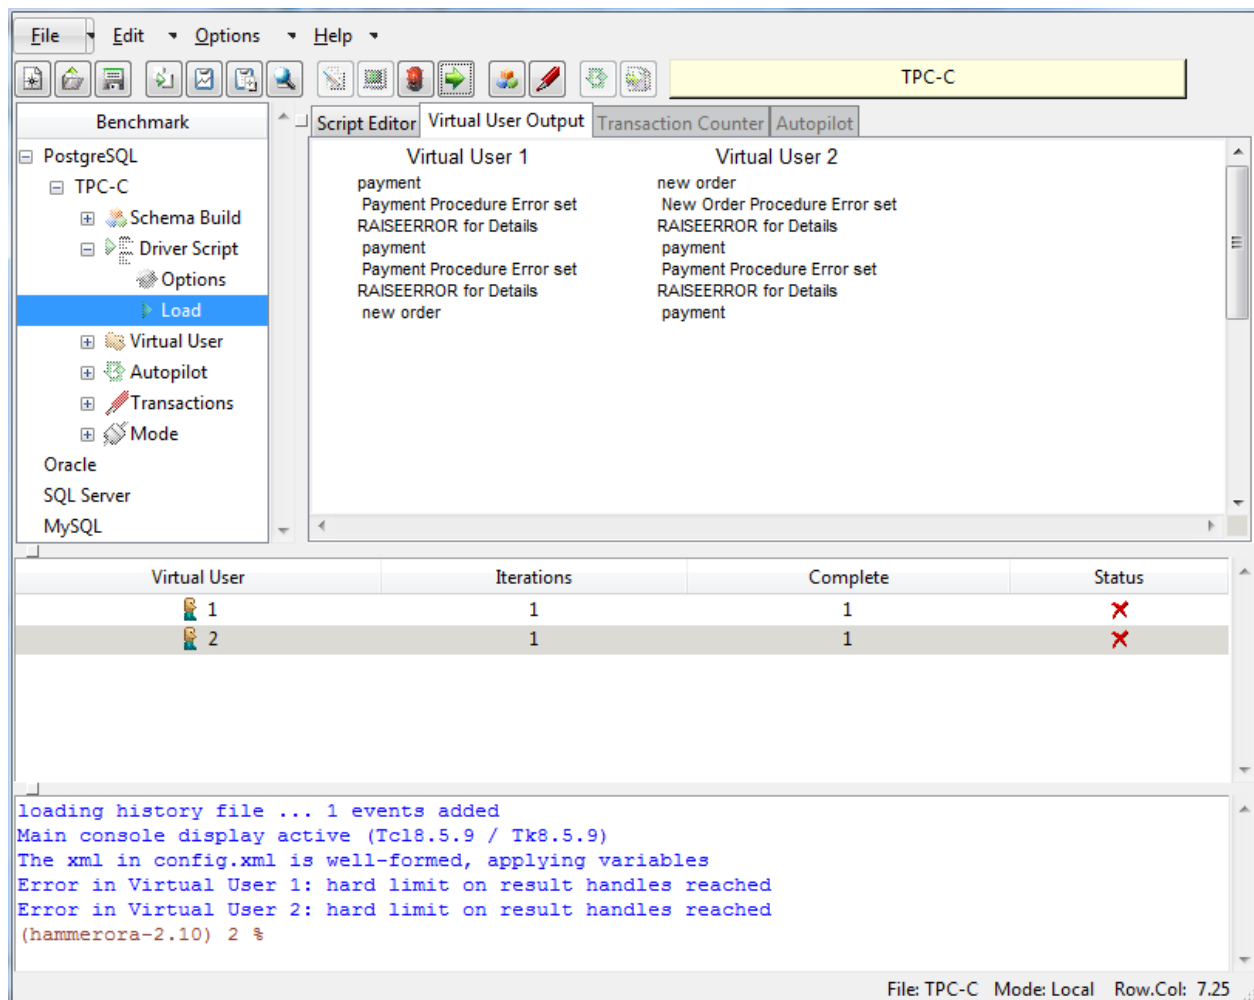 File Edit Options Help
TPC-C
Benchmark
Script Editor Virtual User Output Transaction Counter Autopilot
PostgreSQL
TPC-C
Schema Build
Driver Script
Options
Load
Virtual User
Autopilot
Transactions
Mode
Oracle
SQL Server
MySQL
Virtual User 1 Virtual User 2
payment new order
Payment Procedure Error set New Order Procedure Error set
RAISEERROR for Details RAISEERROR for Details
payment payment
Payment Procedure Error set Payment Procedure Error set
RAISEERROR for Details RAISEERROR for Details
new order payment
Virtual User Iterations Complete Status
1 1 1
2 1 1
loading history file ... 1 events added
Main console display active (Tcl8.5.9 / Tk8.5.9)
The xml in config.xml is well-formed, applying variables
Error in Virtual User 1: hard limit on result handles reached
Error in Virtual User 2: hard limit on result handles reached
(hammerora-2.10) 2 %
File: TPC-C Mode: Local Row.Col: 7.25